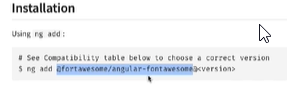 Installation
Using ng add:
# See Compatibility table below to choose a correct version
$ ng add @fortawesome/angular-fontawesome@<version>